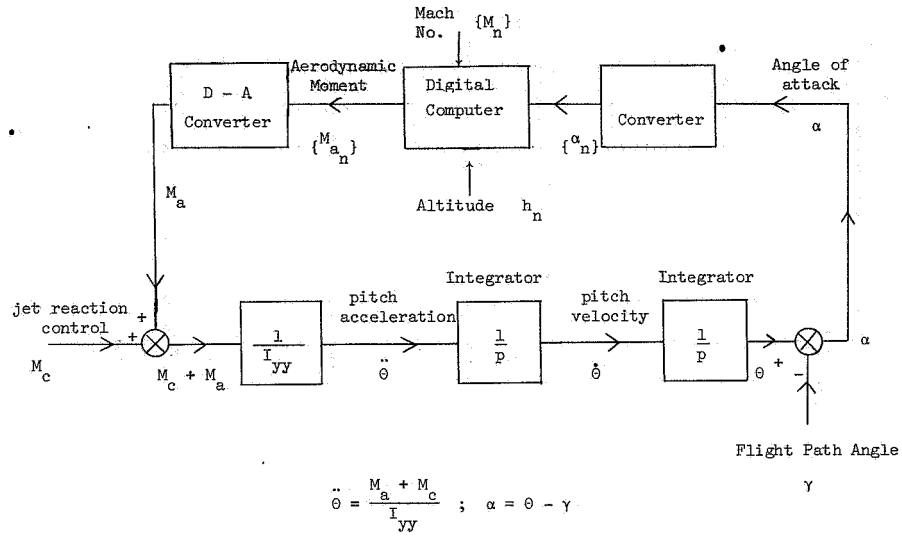 Mach
No.
{M_n}
D - A
Converter
Aerodynamic
Moment
{M_a_n}
Digital
Computer
Converter
{α_n}
Angle of
attack
α
Altitude h_n
M_a
jet reaction
control
M_c
+
+
M_c + M_a
1
I_yy
pitch
acceleration
Θ̈
Integrator
1
p
pitch
velocity
Θ̇
Integrator
1
p
Θ
+
-
α
Flight Path Angle
γ
Θ̈ = M_a + M_c / I_yy ; α = Θ - γ